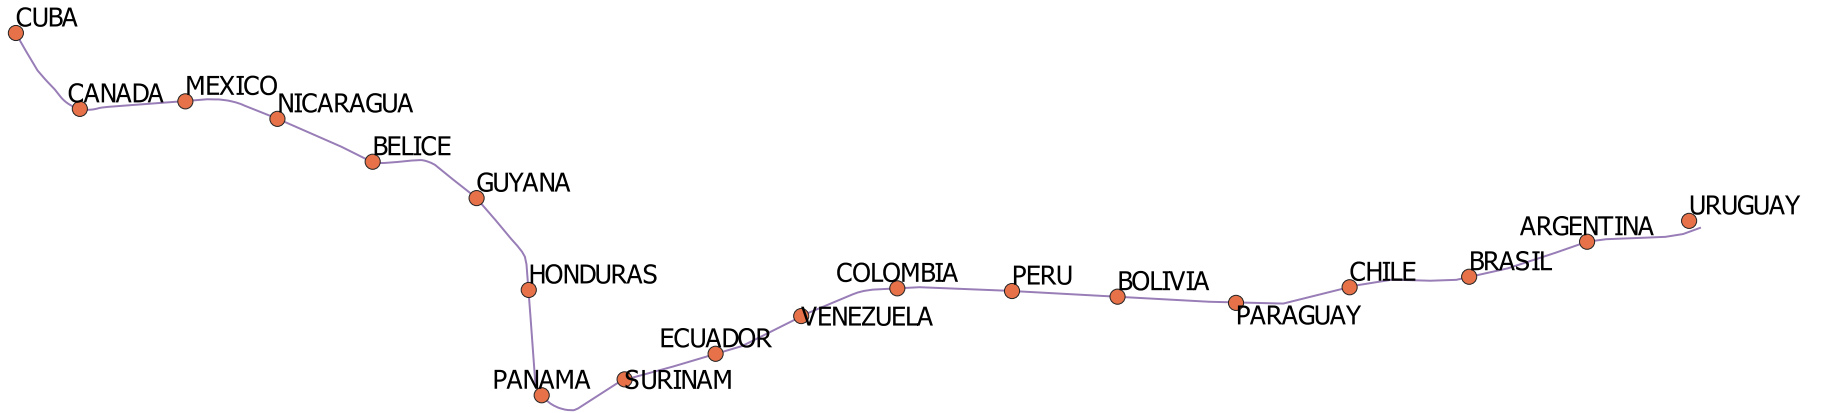 CUBA
CANADA
MEXICO
NICARAGUA
BELICE
GUYANA
HONDURAS
PANAMA
SURINAM
ECUADOR
VENEZUELA
COLOMBIA
PERU
BOLIVIA
PARAGUAY
CHILE
BRASIL
ARGENTINA
URUGUAY